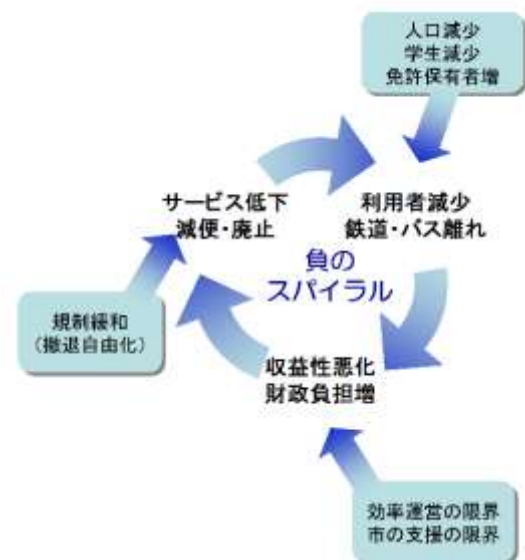 人口減少
学生減少
免許保有者増
サービス低下
減便・廃止
利用者減少
鉄道・バス離れ
負の
スパイラル
規制緩和
(撤退自由化)
収益性悪化
財政負担増
効率運営の限界
市の支援の限界